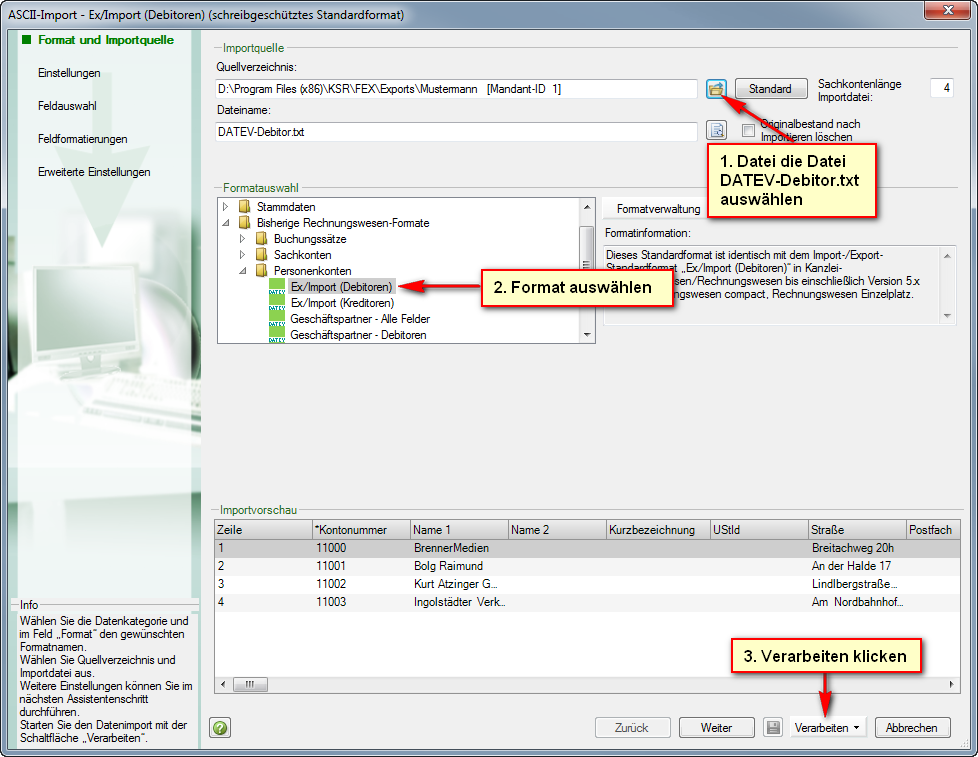 ASCII-Import - Ex/Import (Debitoren) (schreibgeschütztes Standardformat)
Format und Importquelle
Einstellungen
Feldauswahl
Feldformatierungen
Erweiterte Einstellungen
Importquelle
Quellverzeichnis:
D:\Program Files (x86)\KSR\FEX\Exports\Mustermann [Mandant-ID 1]
Standard
Sachkontenlänge
Importdatei:
4
Dateiname:
DATEV-Debitor.txt
Originalbestand nach
Importieren löschen
1. Datei die Datei
DATEV-Debitor.txt
auswählen
Formatauswahl
Stammdaten
Bisherige Rechnungswesen-Formate
Buchungssätze
Sachkonten
Personenkonten
DATEV Ex/Import (Debitoren)
DATEV Ex/Import (Kreditoren)
DATEV Geschäftspartner - Alle Felder
DATEV Geschäftspartner - Debitoren
2. Format auswählen
Formatverwaltung
Formatinformation:
Dieses Standardformat ist identisch mit dem Import-/Export-
Standardformat „Ex/Import (Debitoren)" in Kanzlei-
sen/Rechnungswesen bis einschließlich Version 5.x
ngswesen compact, Rechnungswesen Einzelplatz.
Importvorschau
Zeile *Kontonummer Name 1 Name 2 Kurzbezeichnung UStId Straße Postfach
1 11000 BrennerMedien Breitachweg 20h
2 11001 Bolg Raimund An der Halde 17
3 11002 Kurt Atzinger G... Lindlbergstraße...
4 11003 Ingolstädter Verk... Am Nordbahnhof...
Info
Wählen Sie die Datenkategorie und
im Feld „Format" den gewünschten
Formatnamen.
Wählen Sie Quellverzeichnis und
Importdatei aus.
Weitere Einstellungen können Sie im
nächsten Assistentenschritt
durchführen.
Starten Sie den Datenimport mit der
Schaltfläche „Verarbeiten".
3. Verarbeiten klicken
Zurück
Weiter
Verarbeiten
Abbrechen